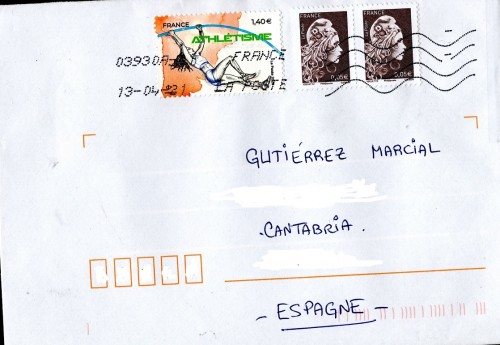 FRANCE 1,40 €
ATHLÉTISME
FRANCE
0,05 €
FRANCE
0,05 €
03930A FRANCE
13-04-21 LA POSTE
GUTIÉRREZ MARCIAL
.CANTABRIA.
- ESPAGNE -